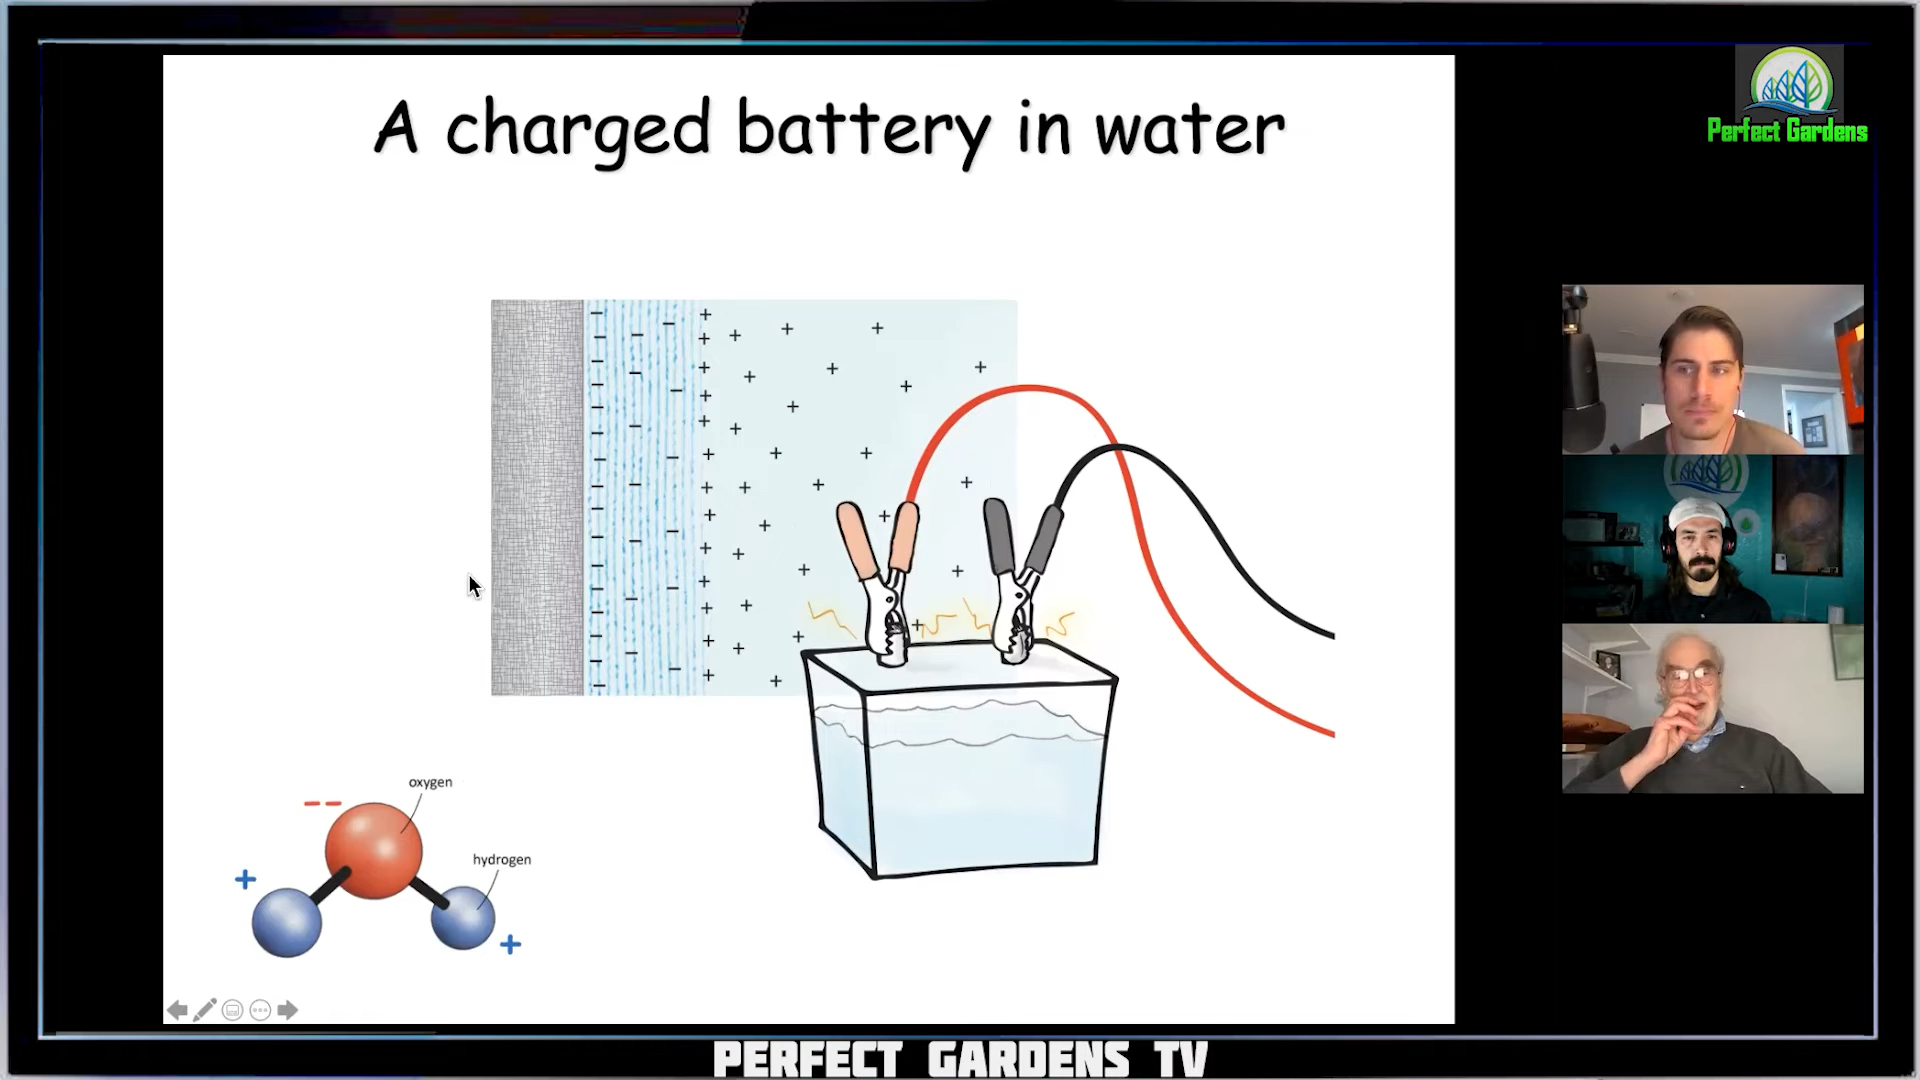 A charged battery in water
Perfect Gardens
oxygen
hydrogen
PERFECT GARDENS TV